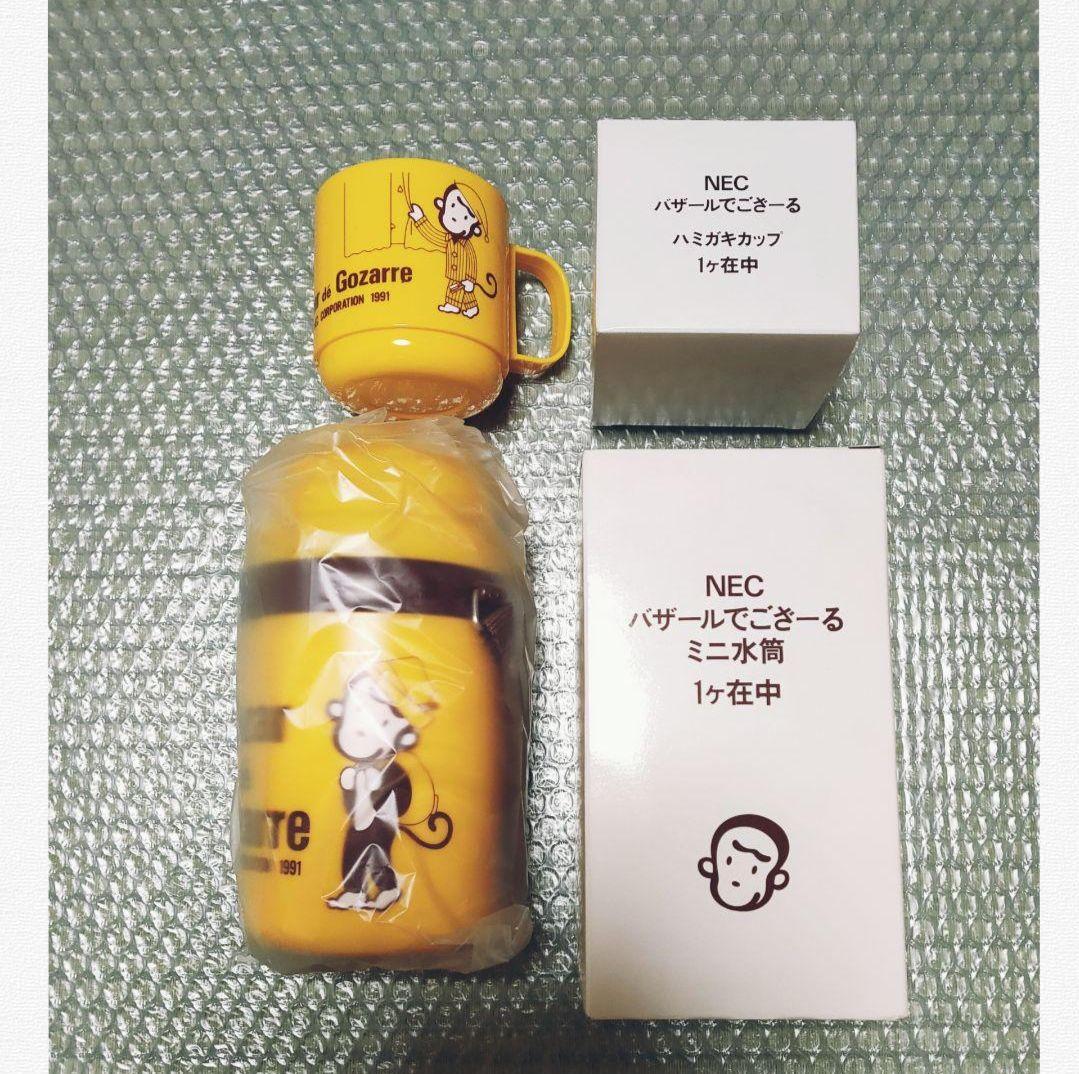 dé Gozarre
CORPORATION 1991
NEC
バザールでござーる
ハミガキカップ
1ヶ在中
1991
NEC
バザールでござーる
ミニ水筒
1ヶ在中